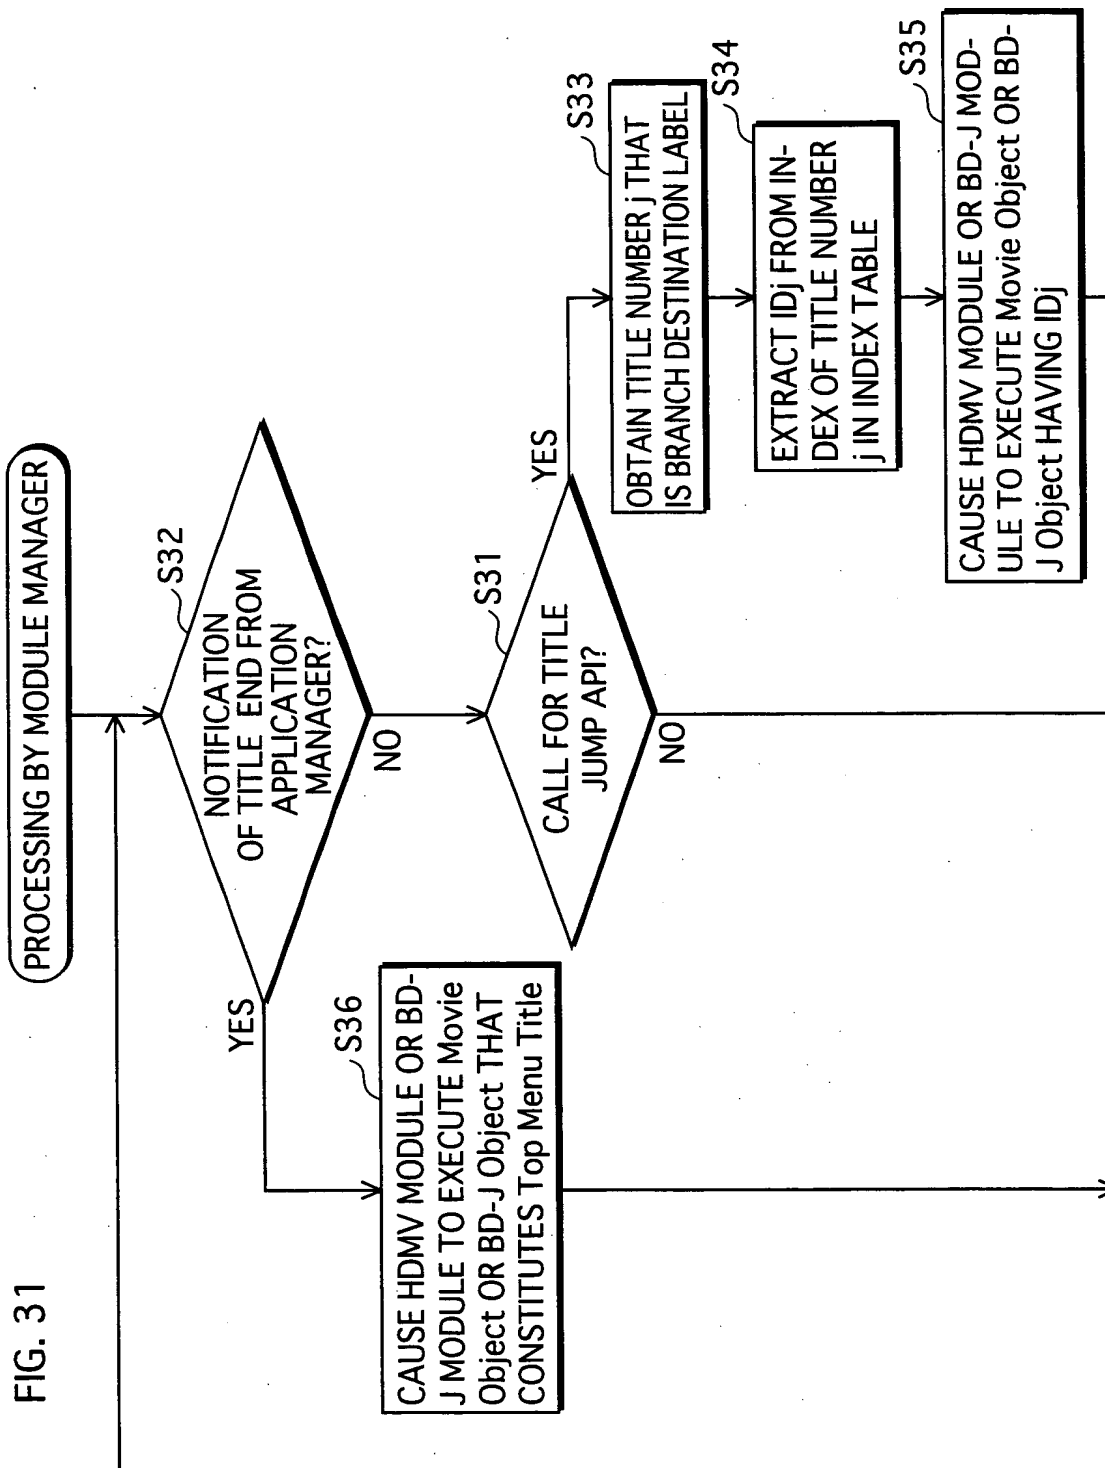 FIG. 31
PROCESSING BY MODULE MANAGER
S32
NOTIFICATION
OF TITLE END FROM
APPLICATION
MANAGER?
YES
NO
S36
CAUSE HDMV MODULE OR BD-
J MODULE TO EXECUTE Movie
Object OR BD-J Object THAT
CONSTITUTES Top Menu Title
S31
CALL FOR TITLE
JUMP API?
YES
NO
S33
OBTAIN TITLE NUMBER j THAT
IS BRANCH DESTINATION LABEL
S34
EXTRACT IDj FROM IN-
DEX OF TITLE NUMBER
j IN INDEX TABLE
S35
CAUSE HDMV MODULE OR BD-J MOD-
ULE TO EXECUTE Movie Object OR BD-
J Object HAVING IDj